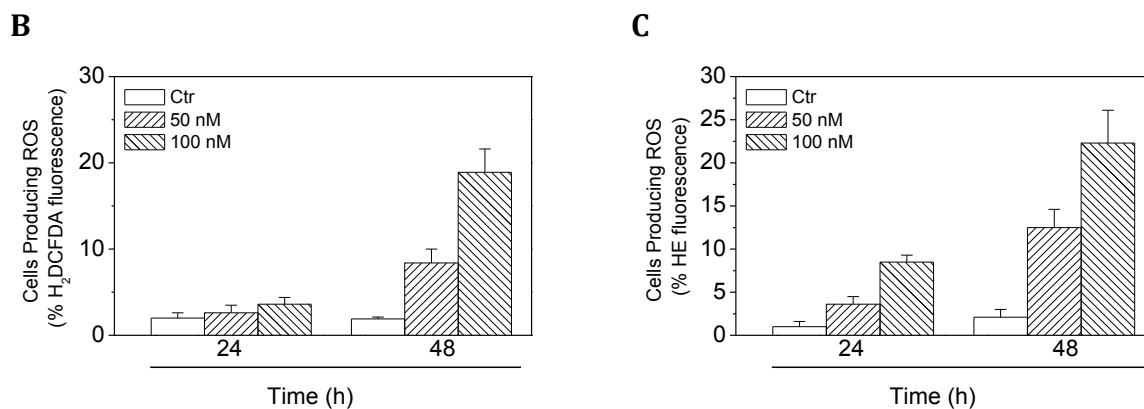 B
Cells Producing ROS
(% H₂DCFDA fluorescence)
30
20
10
0
Ctr
50 nM
100 nM
24
48
Time (h)
C
Cells Producing ROS
(% HE fluorescence)
30
25
20
15
10
5
0
Ctr
50 nM
100 nM
24
48
Time (h)